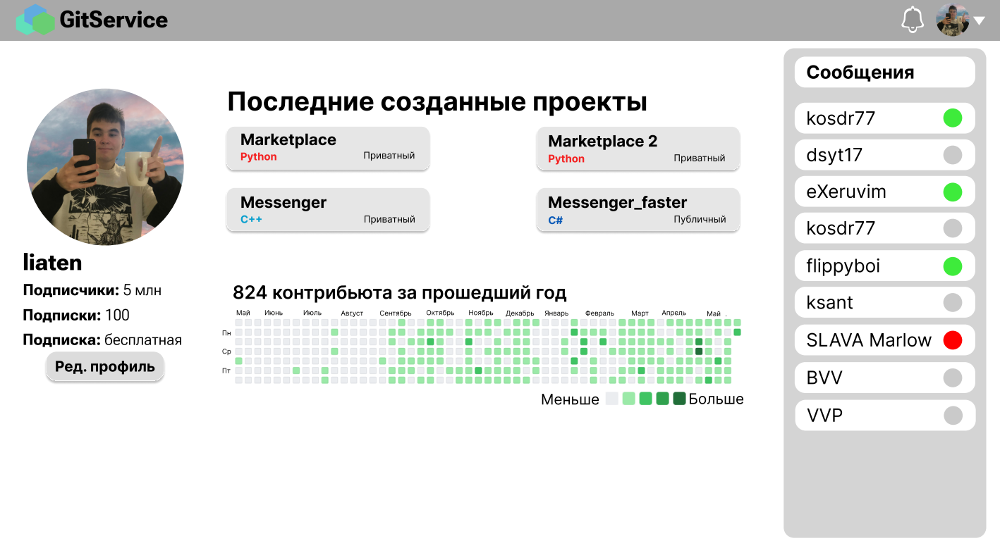 GitService
liaten
Подписчики: 5 млн
Подписки: 100
Подписка: бесплатная
Ред. профиль
Последние созданные проекты
Marketplace
Python
Приватный
Marketplace 2
Python
Приватный
Messenger
C++
Приватный
Messenger_faster
C#
Публичный
824 контрибьюта за прошедший год
Май Июнь Июль Август Сентябрь Октябрь Ноябрь Декабрь Январь Февраль Март Апрель Май .
Пн
Ср
Пт
Меньше Больше
Сообщения
kosdr77
dsyt17
eXeruvim
kosdr77
flippyboi
ksant
SLAVA Marlow
BVV
VVP